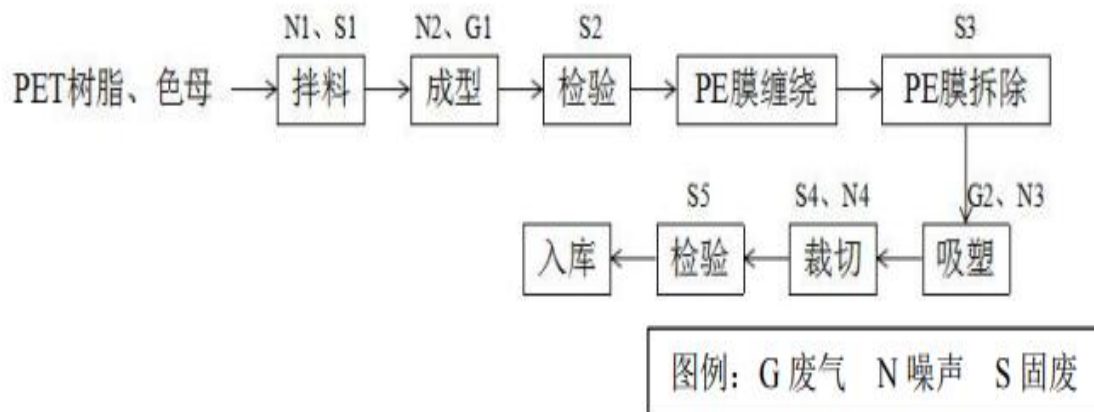 N1、S1 N2、G1 S2 S3
PET树脂、色母 拌料 成型 检验 PE膜缠绕 PE膜拆除
S5 S4、N4 G2、N3
入库 检验 裁切 吸塑
图例：G 废气 N 噪声 S 固废